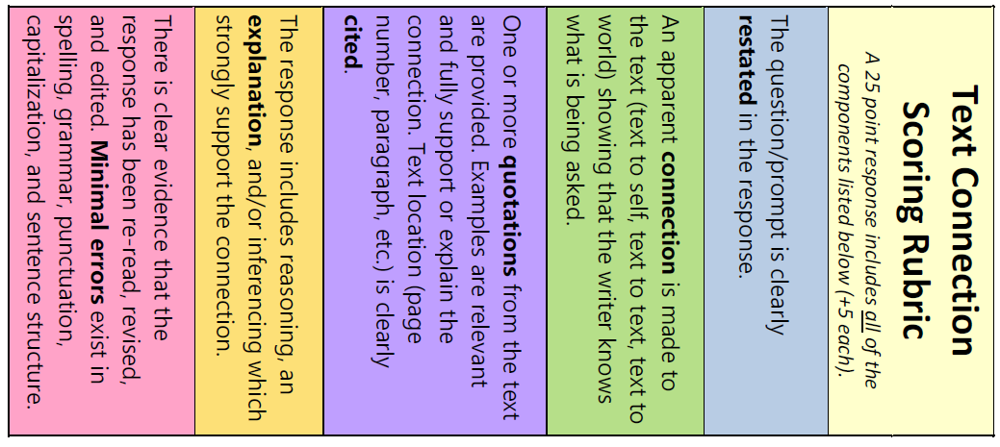 Text Connection
Scoring Rubric
A 25 point response includes all of the
components listed below (+5 each).
The question/prompt is clearly
restated in the response.
An apparent connection is made to
the text (text to self, text to text, text to
world) showing that the writer knows
what is being asked.
One or more quotations from the text
are provided. Examples are relevant
and fully support or explain the
connection. Text location (page
number, paragraph, etc.) is clearly
cited.
The response includes reasoning, an
explanation, and/or inferencing which
strongly support the connection.
There is clear evidence that the
response has been re-read, revised,
and edited. Minimal errors exist in
spelling, grammar, punctuation,
capitalization, and sentence structure.